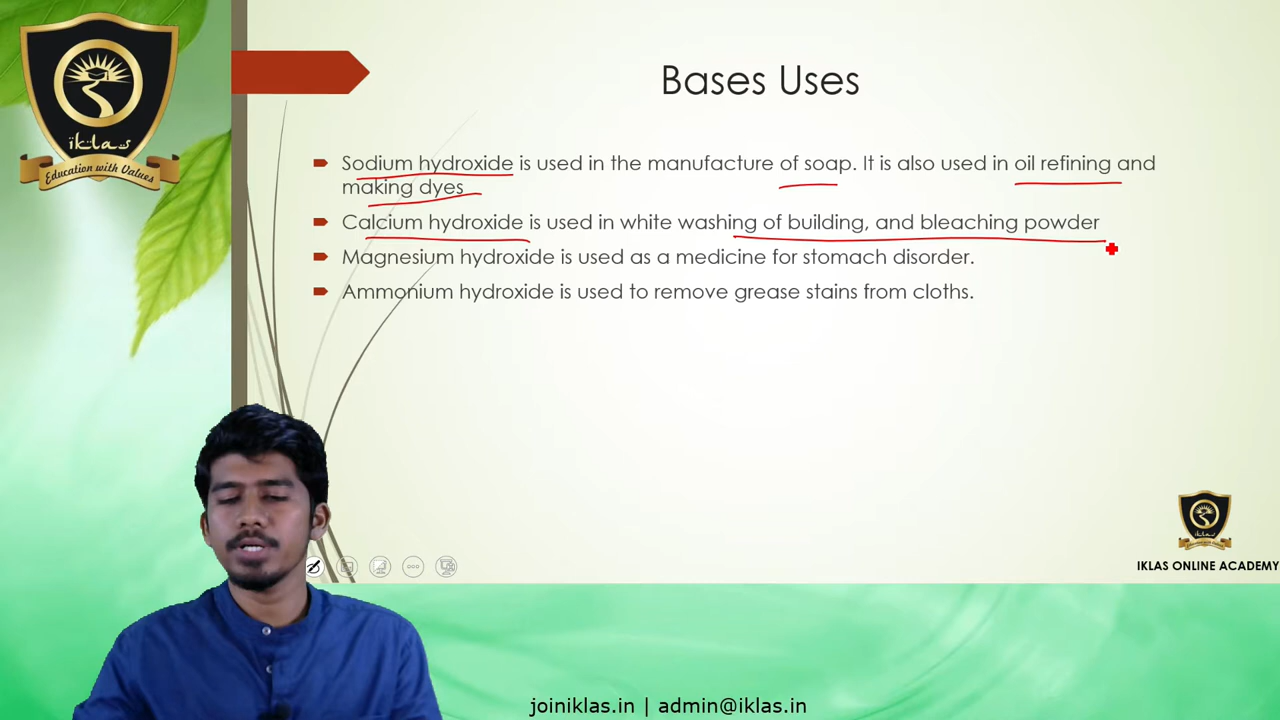 iklas
Education with Values
Bases Uses
Sodium hydroxide is used in the manufacture of soap. It is also used in oil refining and
making dyes
Calcium hydroxide is used in white washing of building, and bleaching powder
Magnesium hydroxide is used as a medicine for stomach disorder.
Ammonium hydroxide is used to remove grease stains from cloths.
IKLAS ONLINE ACADEMY
joiniklas.in | admin@iklas.in